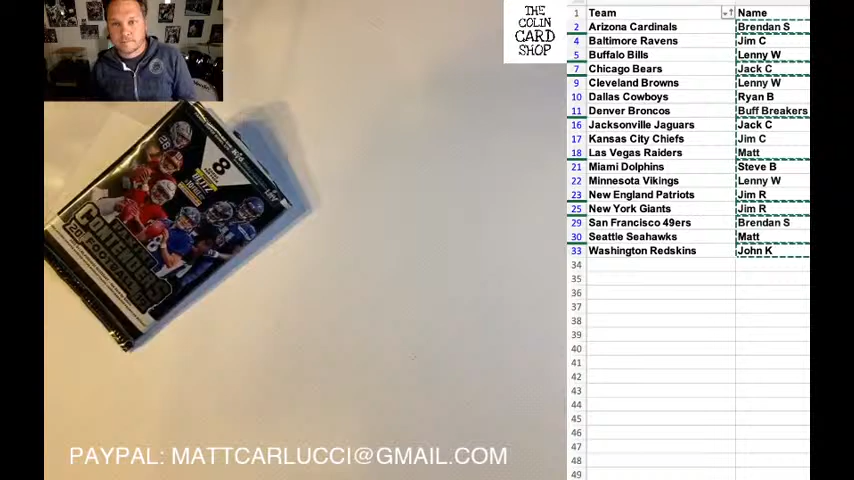 THE
COLIN
CARD
SHOP
1 Team Name
2 Arizona Cardinals Brendan S
4 Baltimore Ravens Jim C
5 Buffalo Bills Lenny W
7 Chicago Bears Jack C
9 Cleveland Browns Lenny W
10 Dallas Cowboys Ryan B
11 Denver Broncos Buff Breakers
16 Jacksonville Jaguars Jack C
17 Kansas City Chiefs Jim C
18 Las Vegas Raiders Matt
21 Miami Dolphins Steve B
22 Minnesota Vikings Lenny W
23 New England Patriots Jim R
25 New York Giants Jim R
29 San Francisco 49ers Brendan S
30 Seattle Seahawks Matt
33 Washington Redskins John K
34
35
36
37
38
39
40
41
42
43
44
45
46
47
48
49
8
CONTENDERS
FOOTBALL
PAYPAL: MATTCARLUCCI@GMAIL.COM